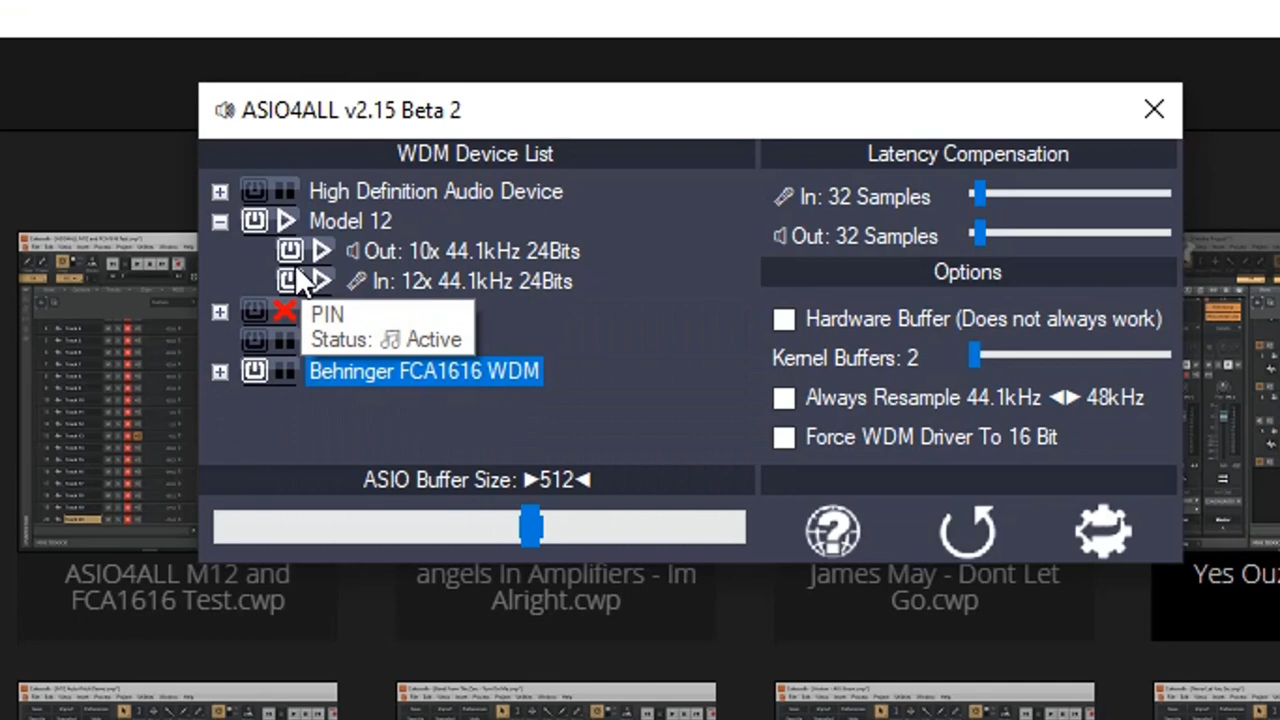 ASIO4ALL v2.15 Beta 2
WDM Device List
High Definition Audio Device
Model 12
Out: 10x 44.1kHz 24Bits
In: 12x 44.1kHz 24Bits
PIN
Status: Active
Behringer FCA1616 WDM
ASIO Buffer Size: ▶512◀
Latency Compensation
In: 32 Samples
Out: 32 Samples
Options
Hardware Buffer (Does not always work)
Kernel Buffers: 2
Always Resample 44.1kHz ◀▶ 48kHz
Force WDM Driver To 16 Bit
ASIO4ALL M12 and
FCA1616 Test.cwp
angels In Amplifiers - Im
Alright.cwp
James May - Dont Let
Go.cwp
Yes Ou